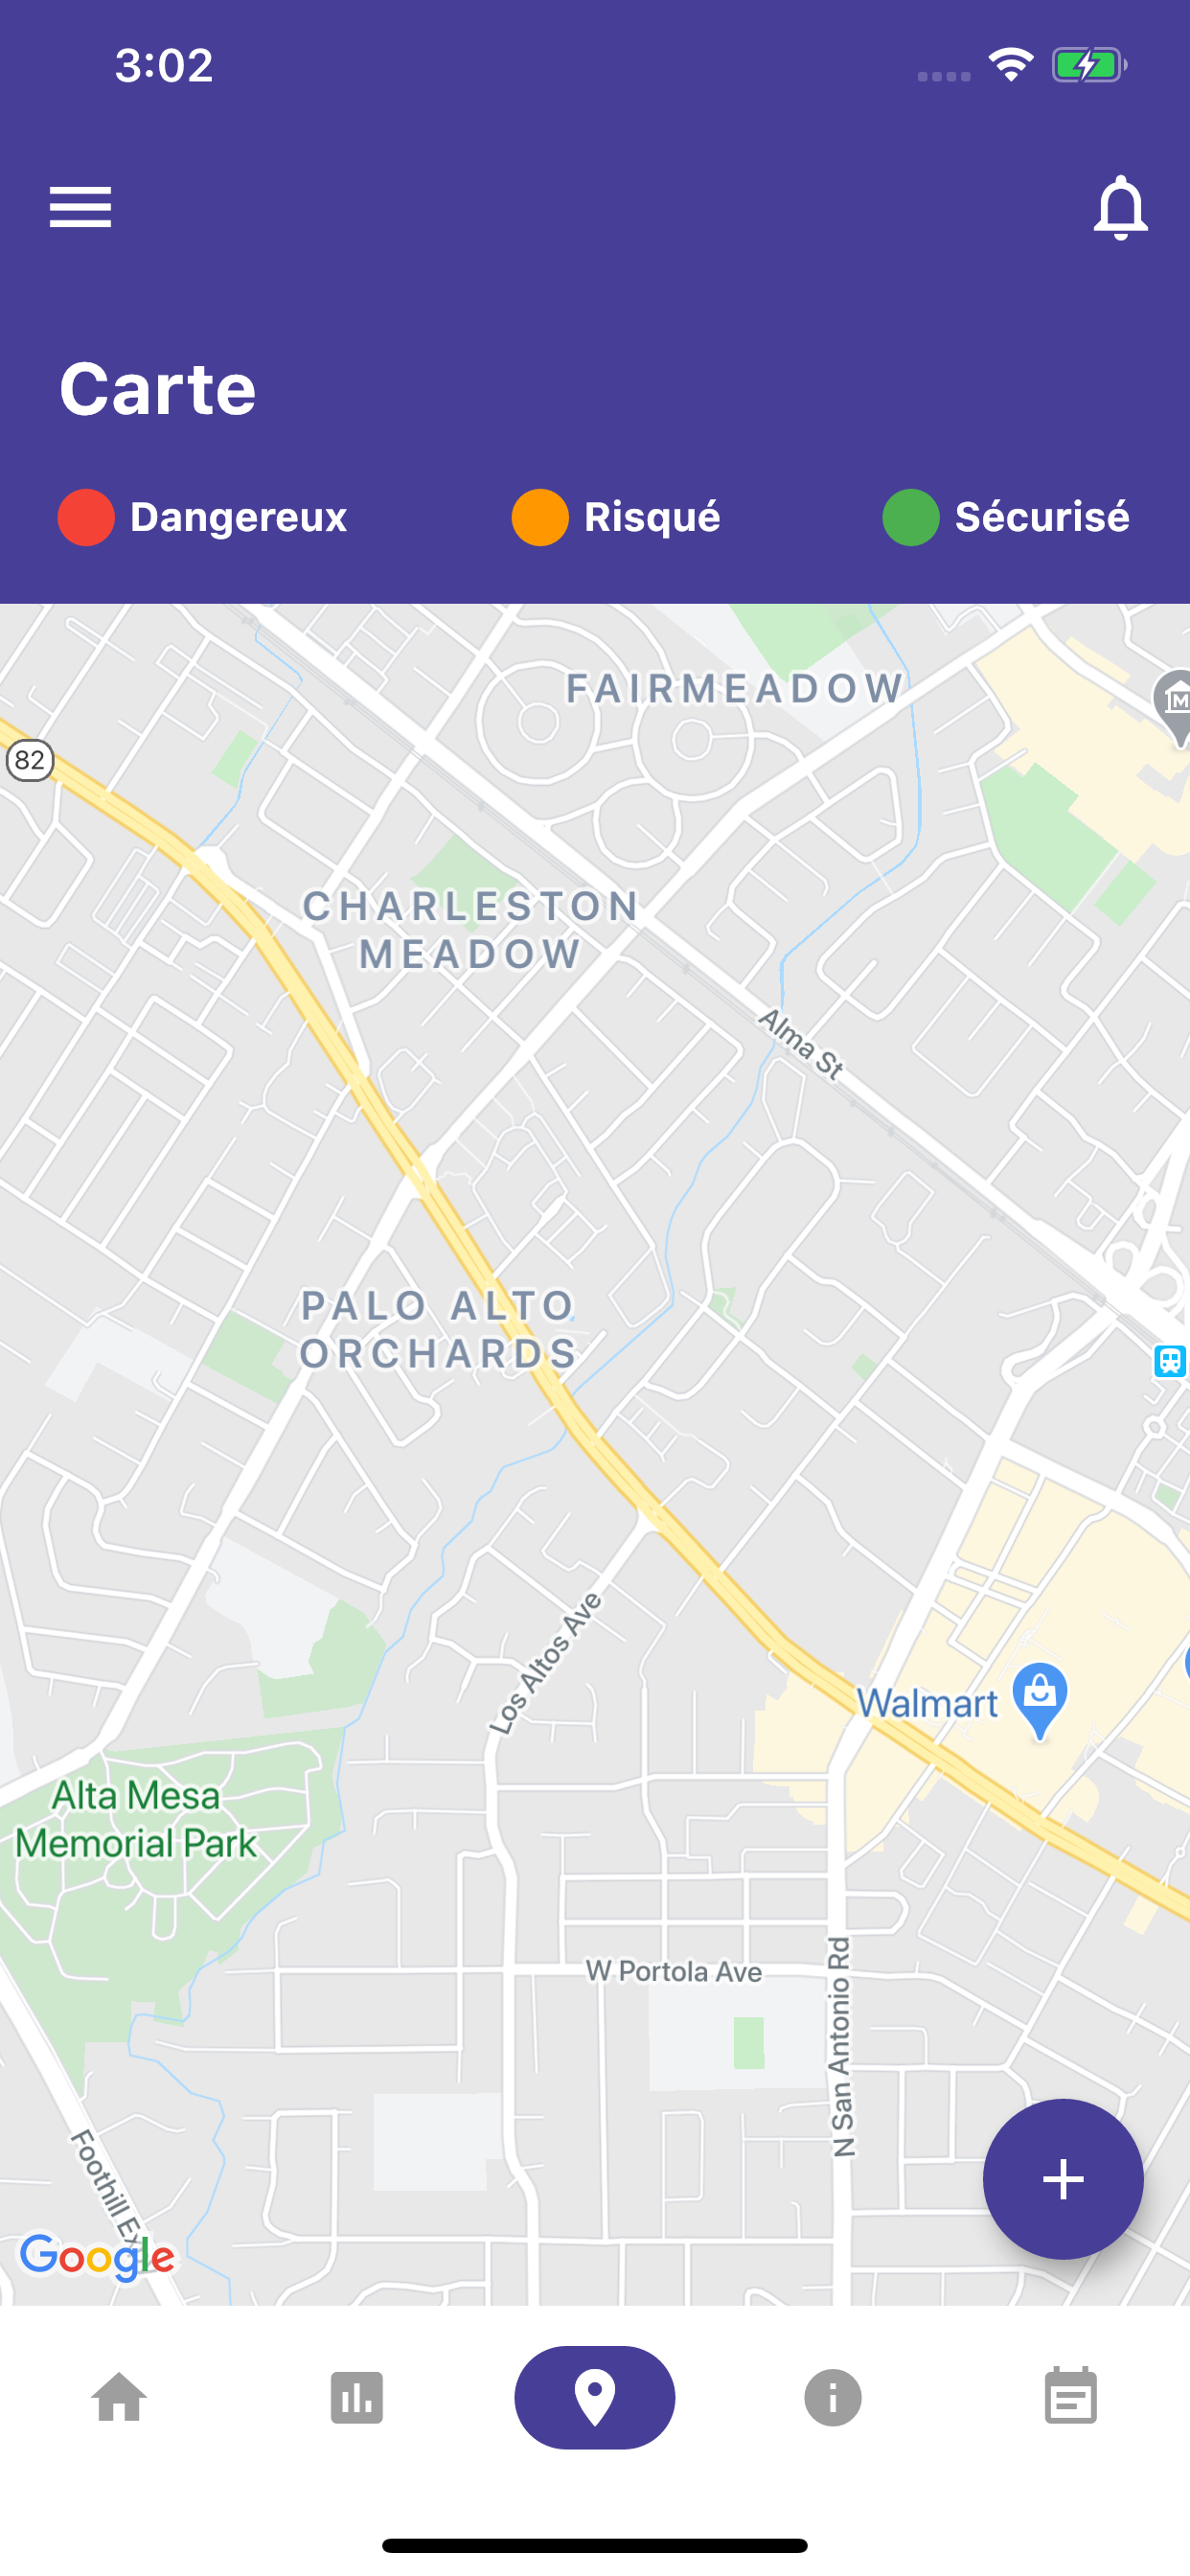 3:02
Carte
Dangereux
Risqué
Sécurisé
FAIRMEADOW
82
CHARLESTON
MEADOW
Alma St
PALO ALTO
ORCHARDS
Los Altos Ave
Walmart
Alta Mesa
Memorial Park
W Portola Ave
N San Antonio Rd
Foothill
Google